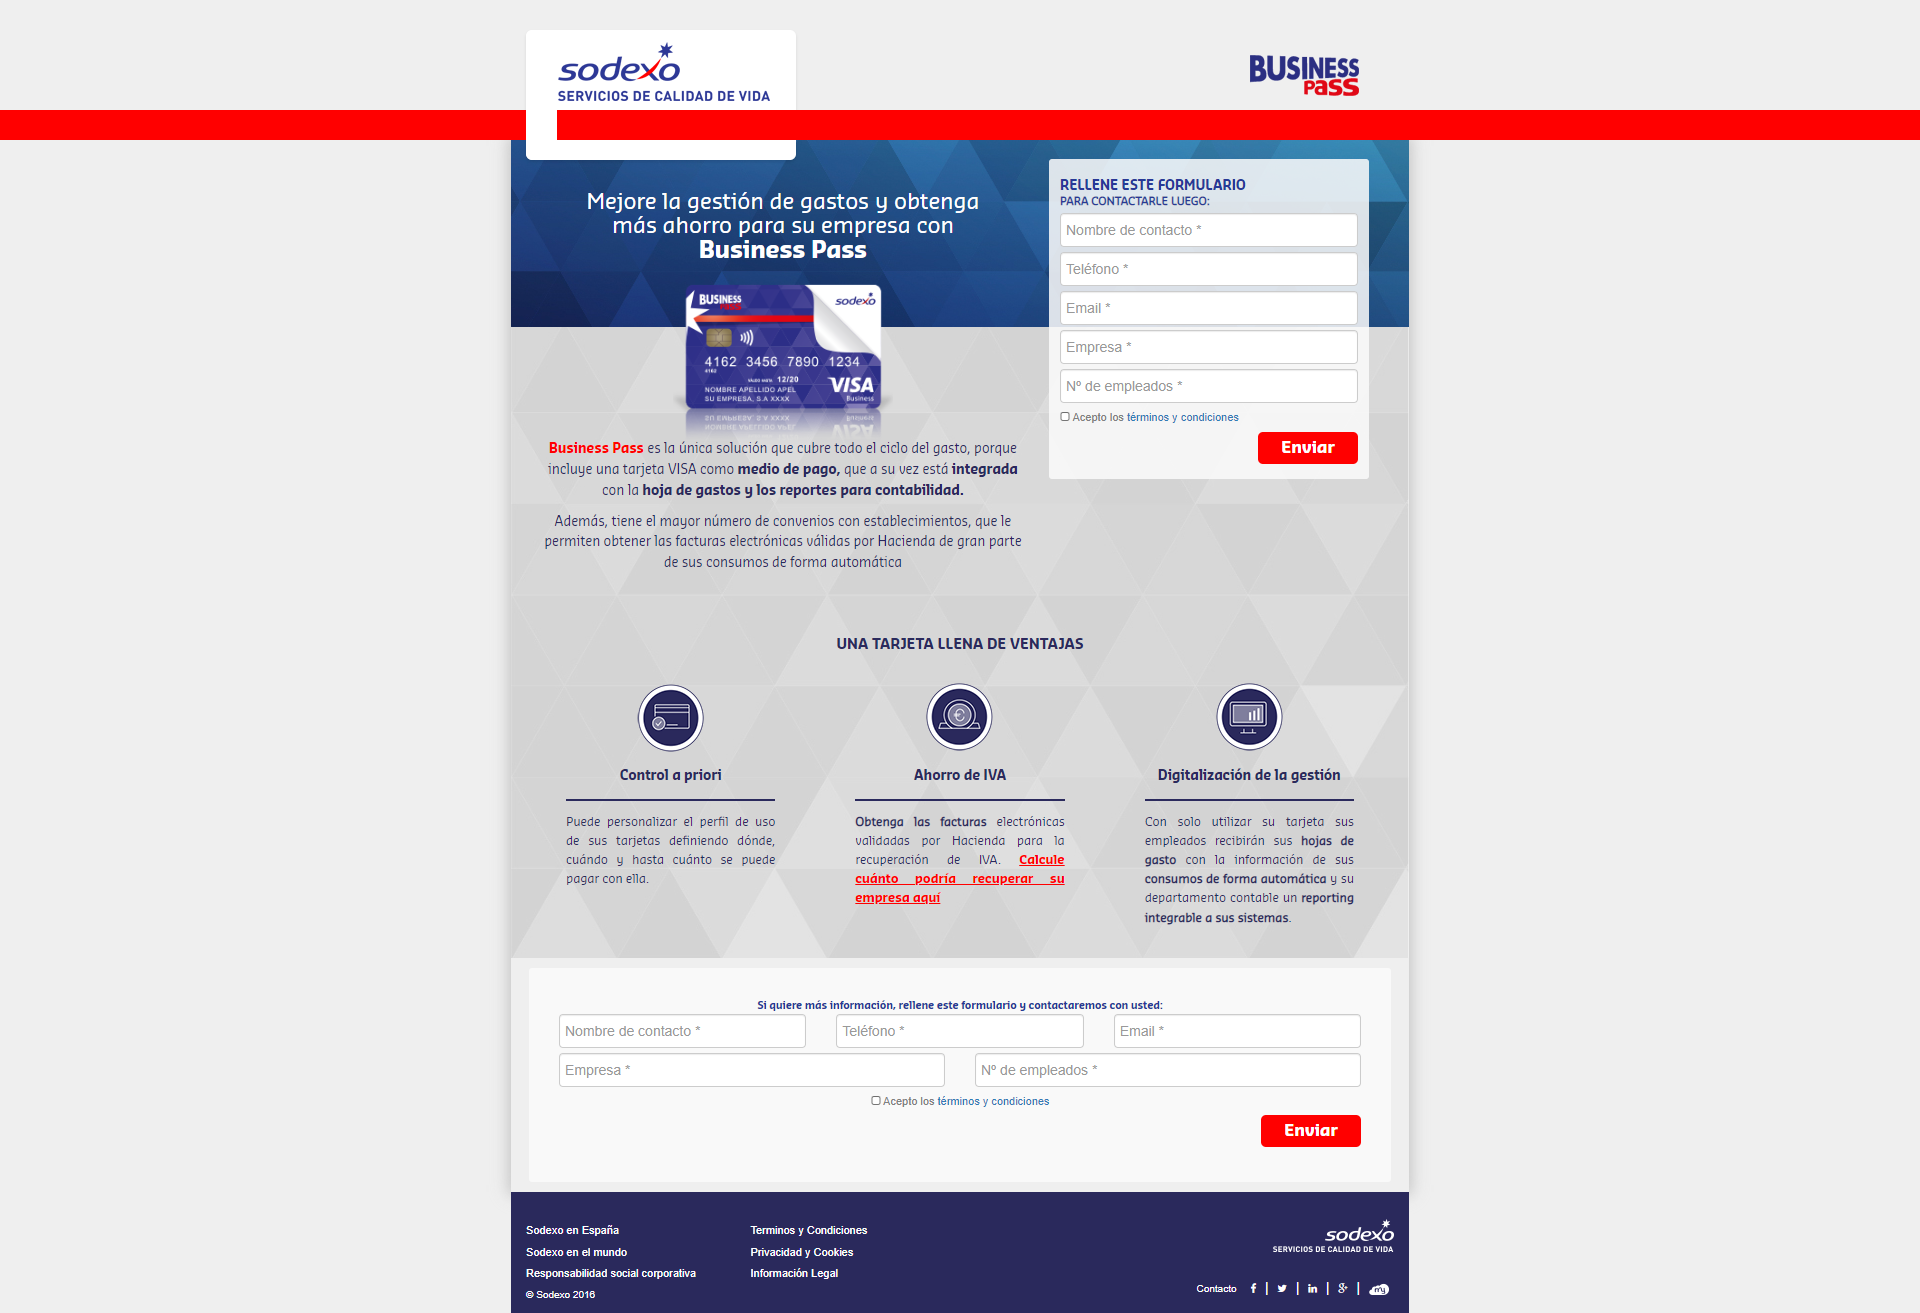 sodexo
SERVICIOS DE CALIDAD DE VIDA
BUSINESS
pass
Mejore la gestión de gastos y obtenga
más ahorro para su empresa con
Business Pass
BUSINESS
pass
sodexo
4162 3456 7890 1234
4162
VÁLIDO HASTA 12/20
NOMBRE APELLIDO APEL
SU EMPRESA, S.A XXXX
VISA
Business
Business Pass es la única solución que cubre todo el ciclo del gasto, porque
incluye una tarjeta VISA como medio de pago, que a su vez está integrada
con la hoja de gastos y los reportes para contabilidad.
Además, tiene el mayor número de convenios con establecimientos, que le
permiten obtener las facturas electrónicas válidas por Hacienda de gran parte
de sus consumos de forma automática
RELLENE ESTE FORMULARIO
PARA CONTACTARLE LUEGO:
Nombre de contacto *
Teléfono *
Email *
Empresa *
Nº de empleados *
Acepto los términos y condiciones
Enviar
UNA TARJETA LLENA DE VENTAJAS
Control a priori
Puede personalizar el perfil de uso
de sus tarjetas definiendo dónde,
cuándo y hasta cuánto se puede
pagar con ella.
Ahorro de IVA
Obtenga las facturas electrónicas
validadas por Hacienda para la
recuperación de IVA. Calcule
cuánto podría recuperar su
empresa aquí
Digitalización de la gestión
Con solo utilizar su tarjeta sus
empleados recibirán sus hojas de
gasto con la información de sus
consumos de forma automática y su
departamento contable un reporting
integrable a sus sistemas.
Si quiere más información, rellene este formulario y contactaremos con usted:
Nombre de contacto *
Teléfono *
Email *
Empresa *
Nº de empleados *
Acepto los términos y condiciones
Enviar
Sodexo en España
Sodexo en el mundo
Responsabilidad social corporativa
© Sodexo 2016
Terminos y Condiciones
Privacidad y Cookies
Información Legal
sodexo
SERVICIOS DE CALIDAD DE VIDA
Contacto | | | |
my